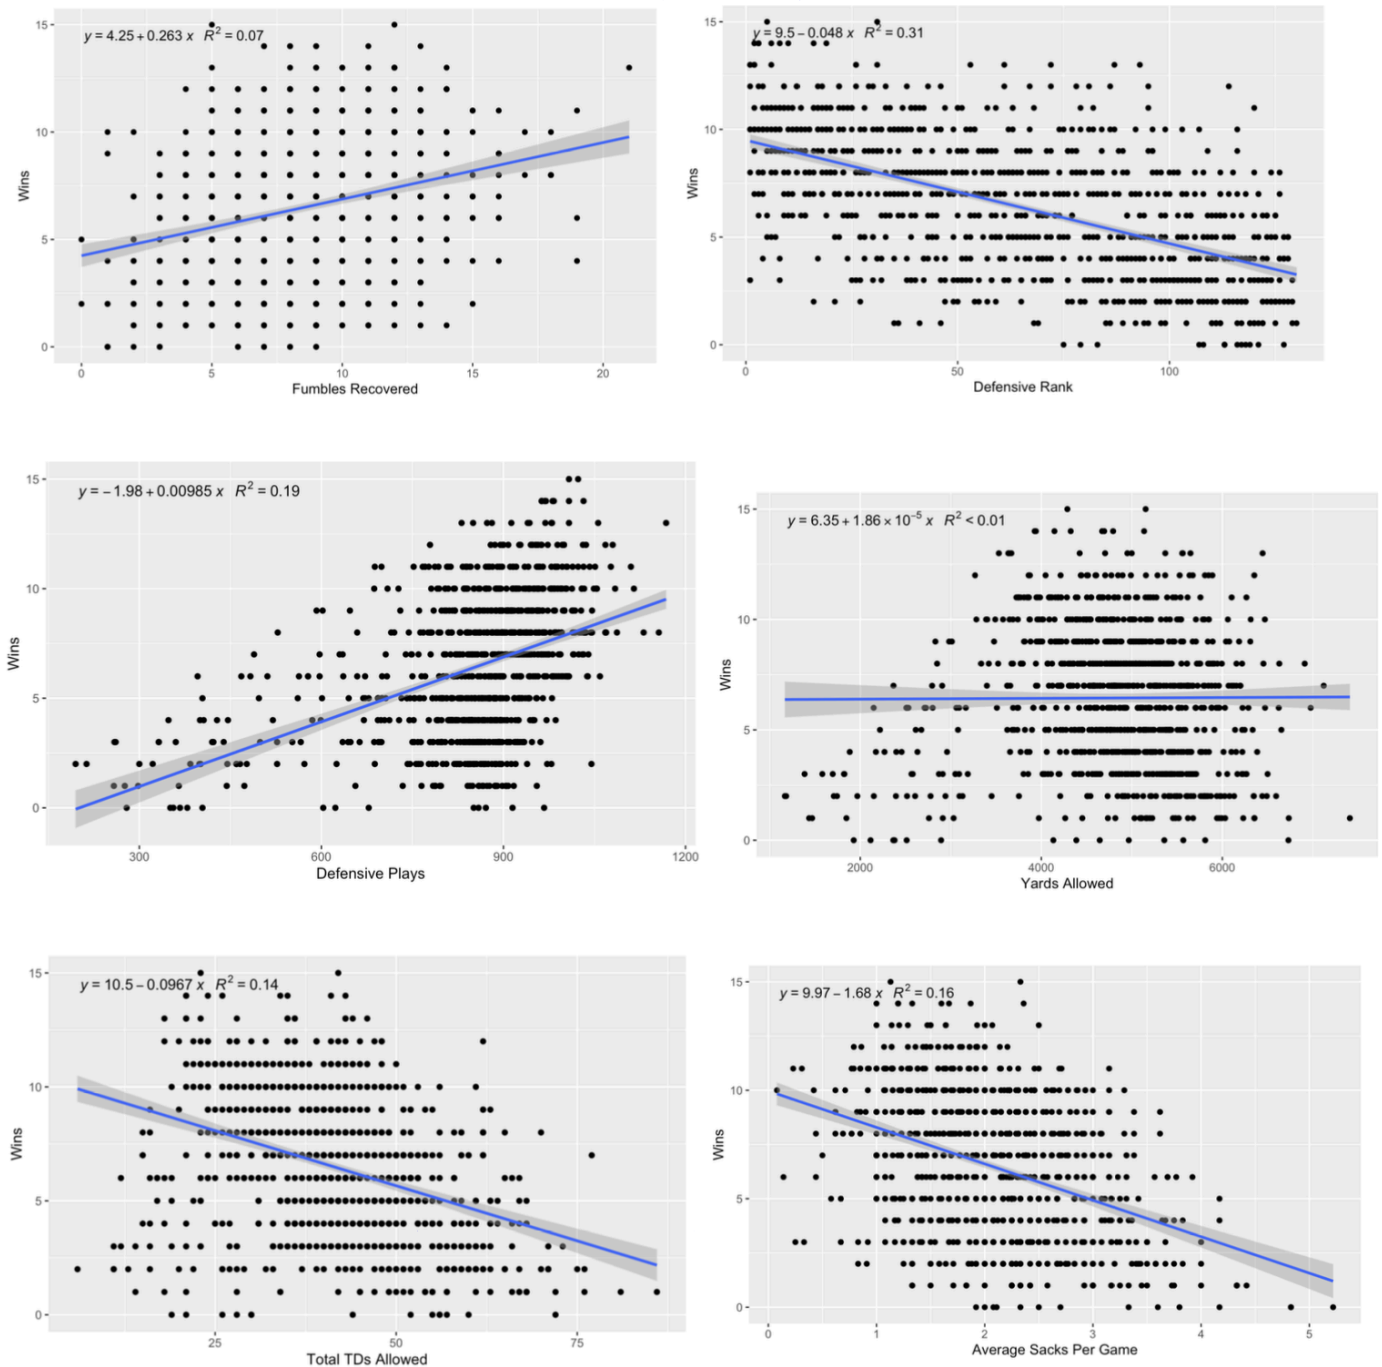 y = 4.25 + 0.263 x R² = 0.07
15
10
5
0
Wins
0 5 10 15 20
Fumbles Recovered
y = 9.5 − 0.048 x R² = 0.31
15
10
5
0
Wins
0 50 100
Defensive Rank
y = − 1.98 + 0.00985 x R² = 0.19
15
10
5
0
Wins
300 600 900 1200
Defensive Plays
y = 6.35 + 1.86 × 10⁻⁵ x R² < 0.01
15
10
5
0
Wins
2000 4000 6000
Yards Allowed
y = 10.5 − 0.0967 x R² = 0.14
15
10
5
0
Wins
25 50 75
Total TDs Allowed
y = 9.97 − 1.68 x R² = 0.16
15
10
5
0
Wins
0 1 2 3 4 5
Average Sacks Per Game